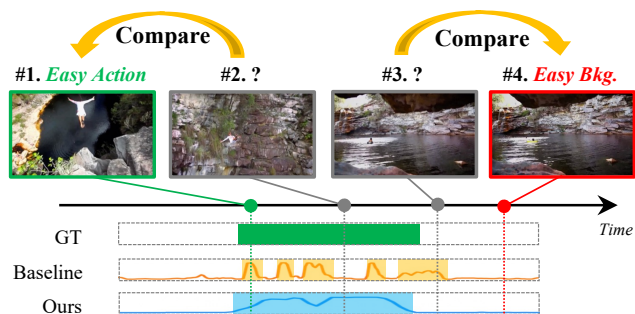 Compare
Compare
#1. Easy Action
#2. ?
#3. ?
#4. Easy Bkg.
Time
GT
Baseline
Ours